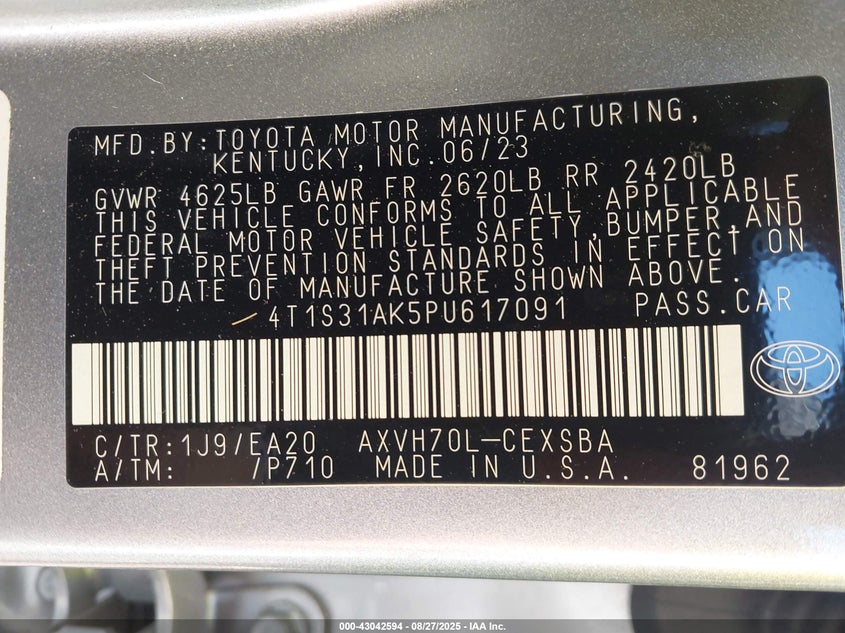 MFD.BY:TOYOTA MOTOR MANUFACTURING,
KENTUCKY,INC.06/23
GVWR 4625LB GAWR FR 2620LB RR 2420LB
THIS VEHICLE CONFORMS TO ALL APPLICABLE
FEDERAL MOTOR VEHICLE SAFETY,BUMPER,AND
THEFT PREVENTION STANDARDS IN EFFECT ON
THE DATE OF MANUFACTURE SHOWN ABOVE.
4T1S31AK5PU617091 PASS.CAR
C/TR:1J9/EA20 AXVH70L-CEXSBA
A/TM: /P710 MADE IN U.S.A. 81962
000-43042594 - 08/27/2025 - IAA Inc.